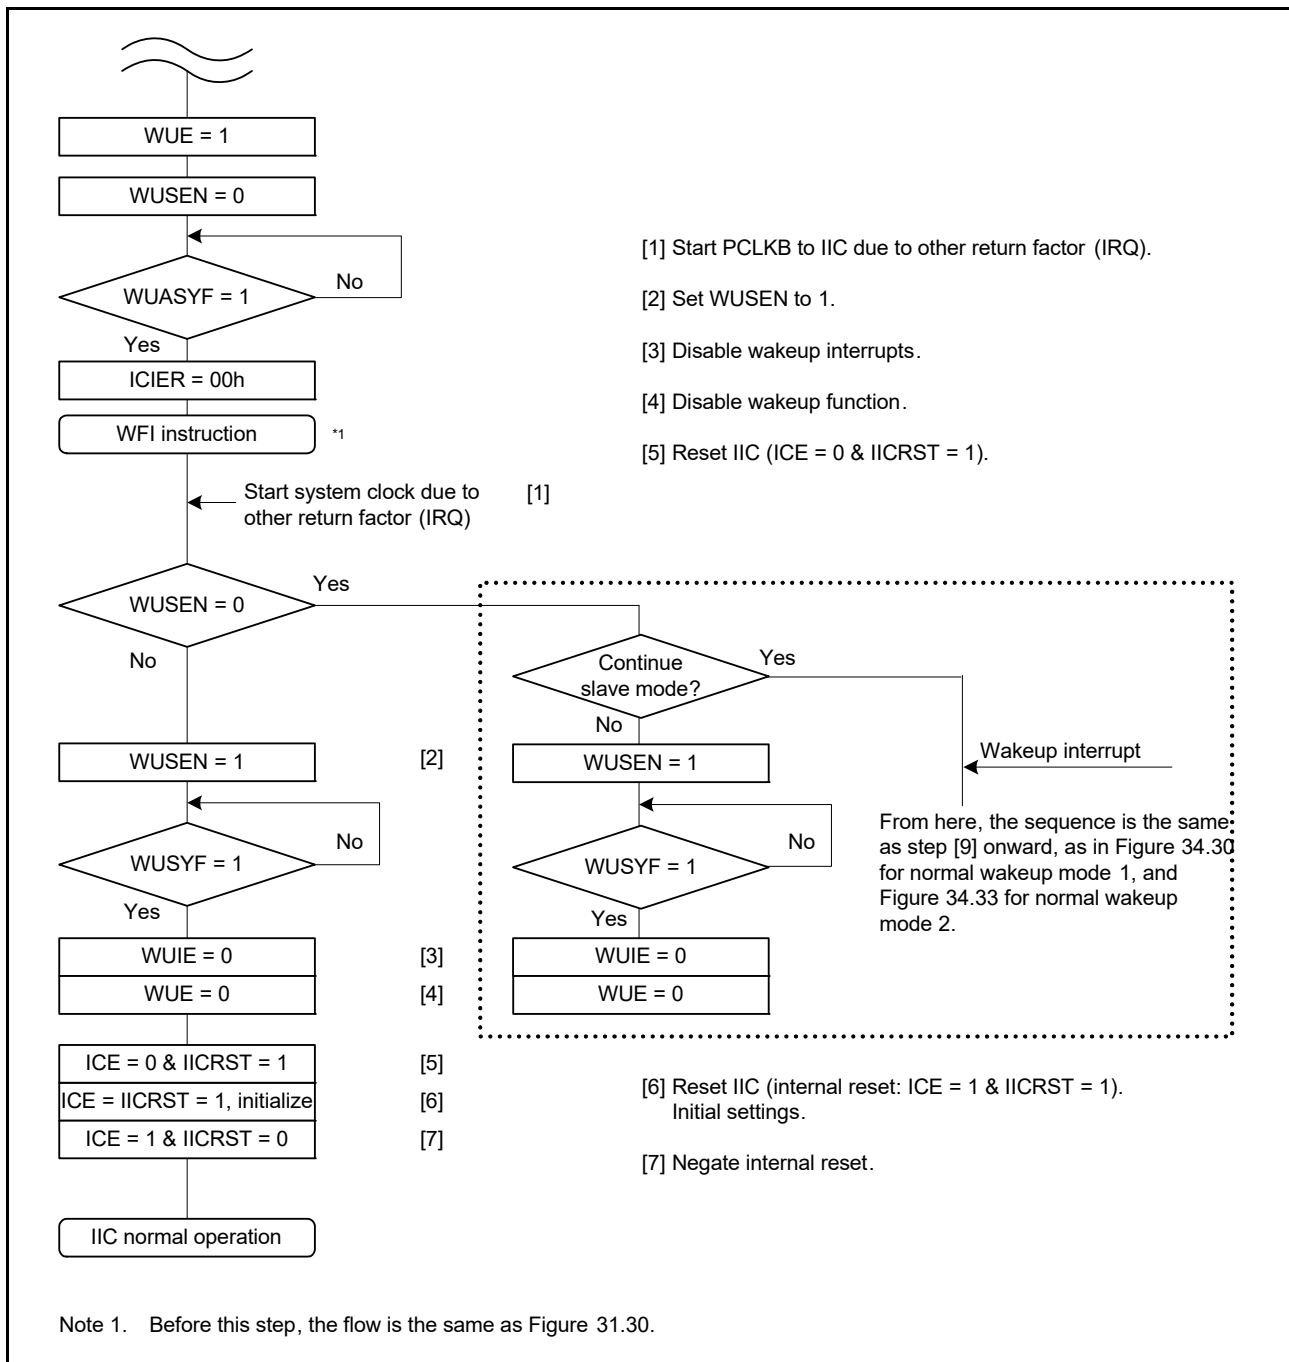 WUE = 1
WUSEN = 0
WUASYF = 1
No
Yes
ICIER = 00h
WFI instruction
*1
Start system clock due to
other return factor (IRQ)
[1]
[1] Start PCLKB to IIC due to other return factor (IRQ).
[2] Set WUSEN to 1.
[3] Disable wakeup interrupts.
[4] Disable wakeup function.
[5] Reset IIC (ICE = 0 & IICRST = 1).
WUSEN = 0
Yes
No
Continue
slave mode?
Yes
No
WUSEN = 1
[2]
WUSEN = 1
Wakeup interrupt
WUSYF = 1
No
Yes
WUSYF = 1
No
Yes
From here, the sequence is the same
as step [9] onward, as in Figure 34.30
for normal wakeup mode 1, and
Figure 34.33 for normal wakeup
mode 2.
WUIE = 0
[3]
WUE = 0
[4]
WUIE = 0
WUE = 0
ICE = 0 & IICRST = 1
[5]
ICE = IICRST = 1, initialize
[6]
ICE = 1 & IICRST = 0
[7]
[6] Reset IIC (internal reset: ICE = 1 & IICRST = 1).
Initial settings.
[7] Negate internal reset.
IIC normal operation
Note 1. Before this step, the flow is the same as Figure 31.30.